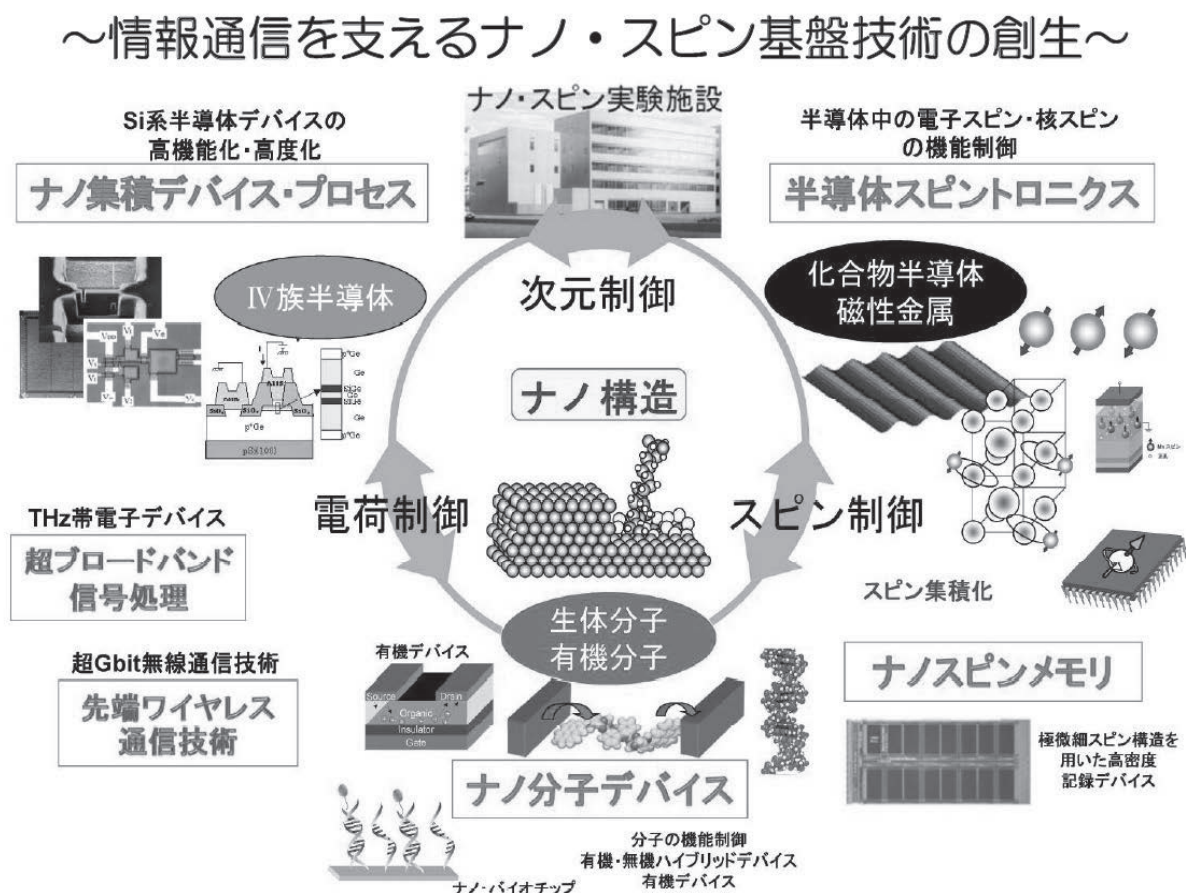 ～情報通信を支えるナノ・スピン基盤技術の創生～
ナノ・スピン実験施設
Si系半導体デバイスの
高機能化・高度化
ナノ集積デバイス・プロセス
半導体中の電子スピン・核スピン
の機能制御
半導体スピントロニクス
Ⅳ族半導体
次元制御
化合物半導体
磁性金属
ナノ構造
p⁺Ge
Ge
SiGe
Ge
SiGe
Ge
p⁺Ge
SiO₂
SiO₂
SiO₂
p⁺Ge
pSi(100)
電荷制御
スピン制御
THz帯電子デバイス
超ブロードバンド
信号処理
スピン集積化
生体分子
有機分子
超Gbit無線通信技術
先端ワイヤレス
通信技術
有機デバイス
Source
Drain
Organic
Insulator
Gate
ナノスピンメモリ
極微細スピン構造を
用いた高密度
記録デバイス
ナノ分子デバイス
分子の機能制御
有機・無機ハイブリッドデバイス
有機デバイス
ナノ・バイオチップ